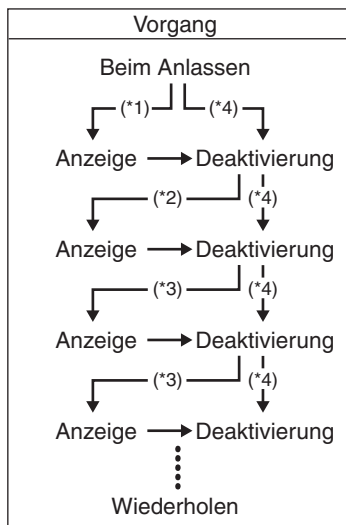 Vorgang
Beim Anlassen
(*1) (*4)
Anzeige Deaktivierung
(*2) (*4)
Anzeige Deaktivierung
(*3) (*4)
Anzeige Deaktivierung
(*3) (*4)
Anzeige Deaktivierung
Wiederholen